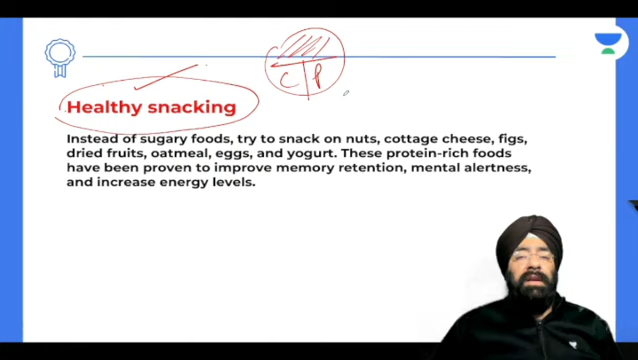 C P
Healthy snacking
Instead of sugary foods, try to snack on nuts, cottage cheese, figs,
dried fruits, oatmeal, eggs, and yogurt. These protein-rich foods
have been proven to improve memory retention, mental alertness,
and increase energy levels.